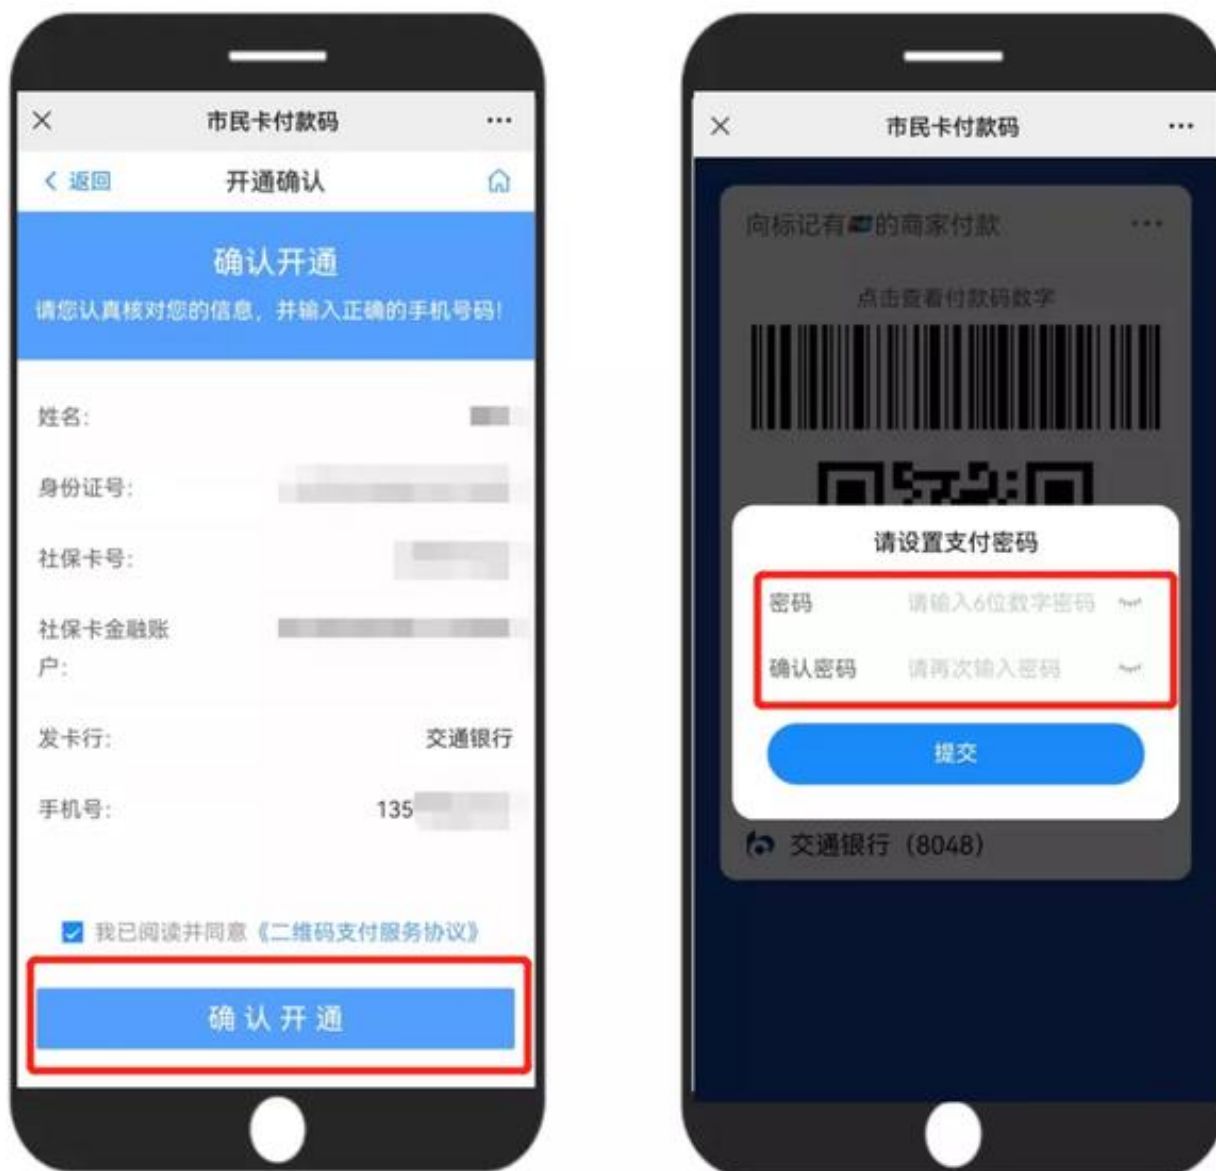 市民卡付款码
返回
开通确认
确认开通
请您认真核对您的信息，并输入正确的手机号码！
姓名：
身份证号：
社保卡号：
社保卡金融账
户：
发卡行：
交通银行
手机号：
135
我已阅读并同意《二维码支付服务协议》
确认开通
市民卡付款码
向标记有的商家付款
点击查看付款码数字
请设置支付密码
密码
请输入6位数字密码
确认密码
请再次输入密码
提交
交通银行（8048）